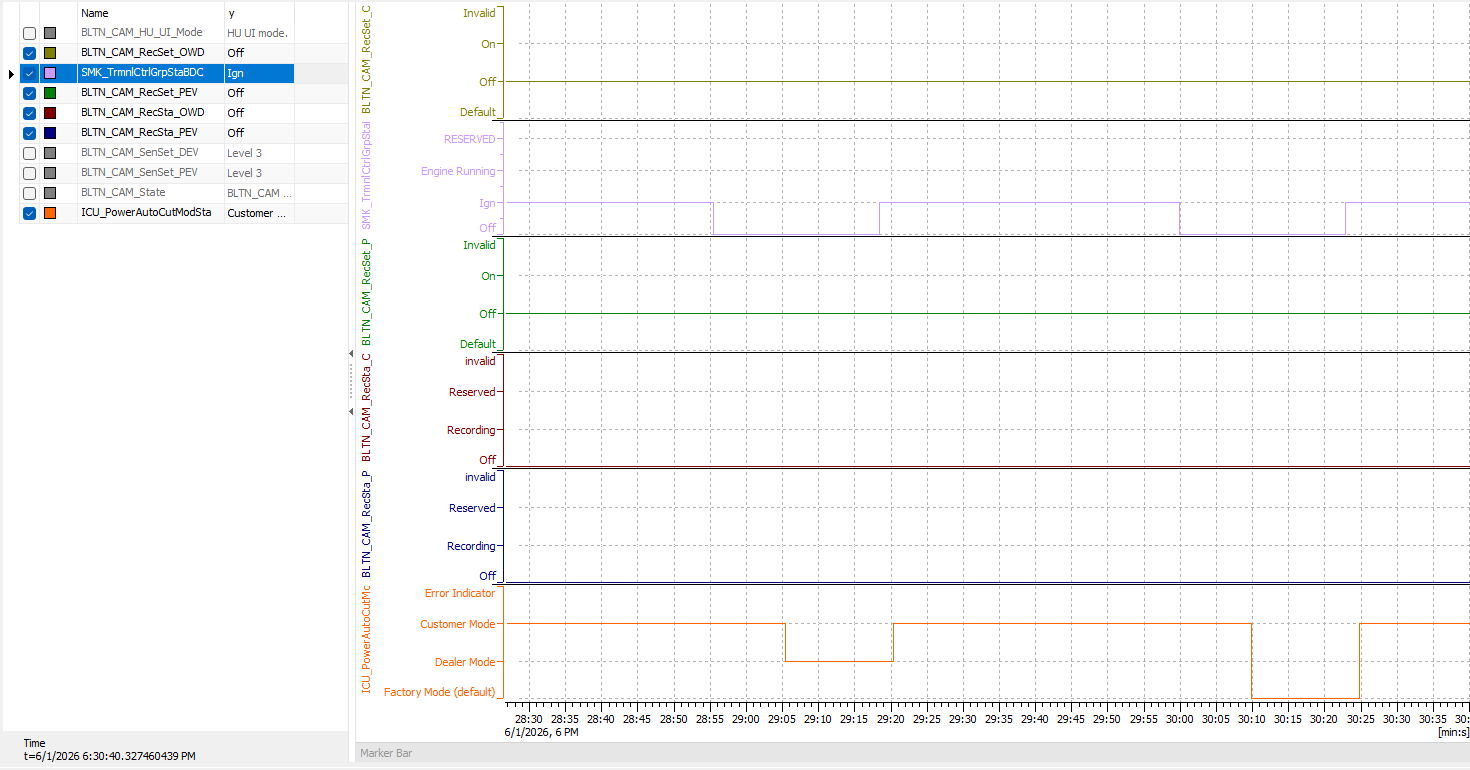 Name y
BLTN_CAM_HU_UI_Mode HU UI mode.
BLTN_CAM_RecSet_OWD Off
SMK_TrmnlCtrlGrpStaBDC Ign
BLTN_CAM_RecSet_PEV Off
BLTN_CAM_RecSta_OWD Off
BLTN_CAM_RecSta_PEV Off
BLTN_CAM_SenSet_DEV Level 3
BLTN_CAM_SenSet_PEV Level 3
BLTN_CAM_State BLTN_CAM ...
ICU_PowerAutoCutModSta Customer ...
Time
t=6/1/2026 6:30:40.327460439 PM
BLTN_CAM_RecSet_C
Invalid
On
Off
Default
SMK_TrmnlCtrlGrpStal
RESERVED
Engine Running
Ign
Off
BLTN_CAM_RecSet_P
Invalid
On
Off
Default
BLTN_CAM_RecSta_C
invalid
Reserved
Recording
Off
BLTN_CAM_RecSta_P
invalid
Reserved
Recording
Off
ICU_PowerAutoCutMc
Error Indicator
Customer Mode
Dealer Mode
Factory Mode (default)
28:30 28:35 28:40 28:45 28:50 28:55 29:00 29:05 29:10 29:15 29:20 29:25 29:30 29:35 29:40 29:45 29:50 29:55 30:00 30:05 30:10 30:15 30:20 30:25 30:30 30:35 30:
6/1/2026, 6 PM [min:s]
Marker Bar